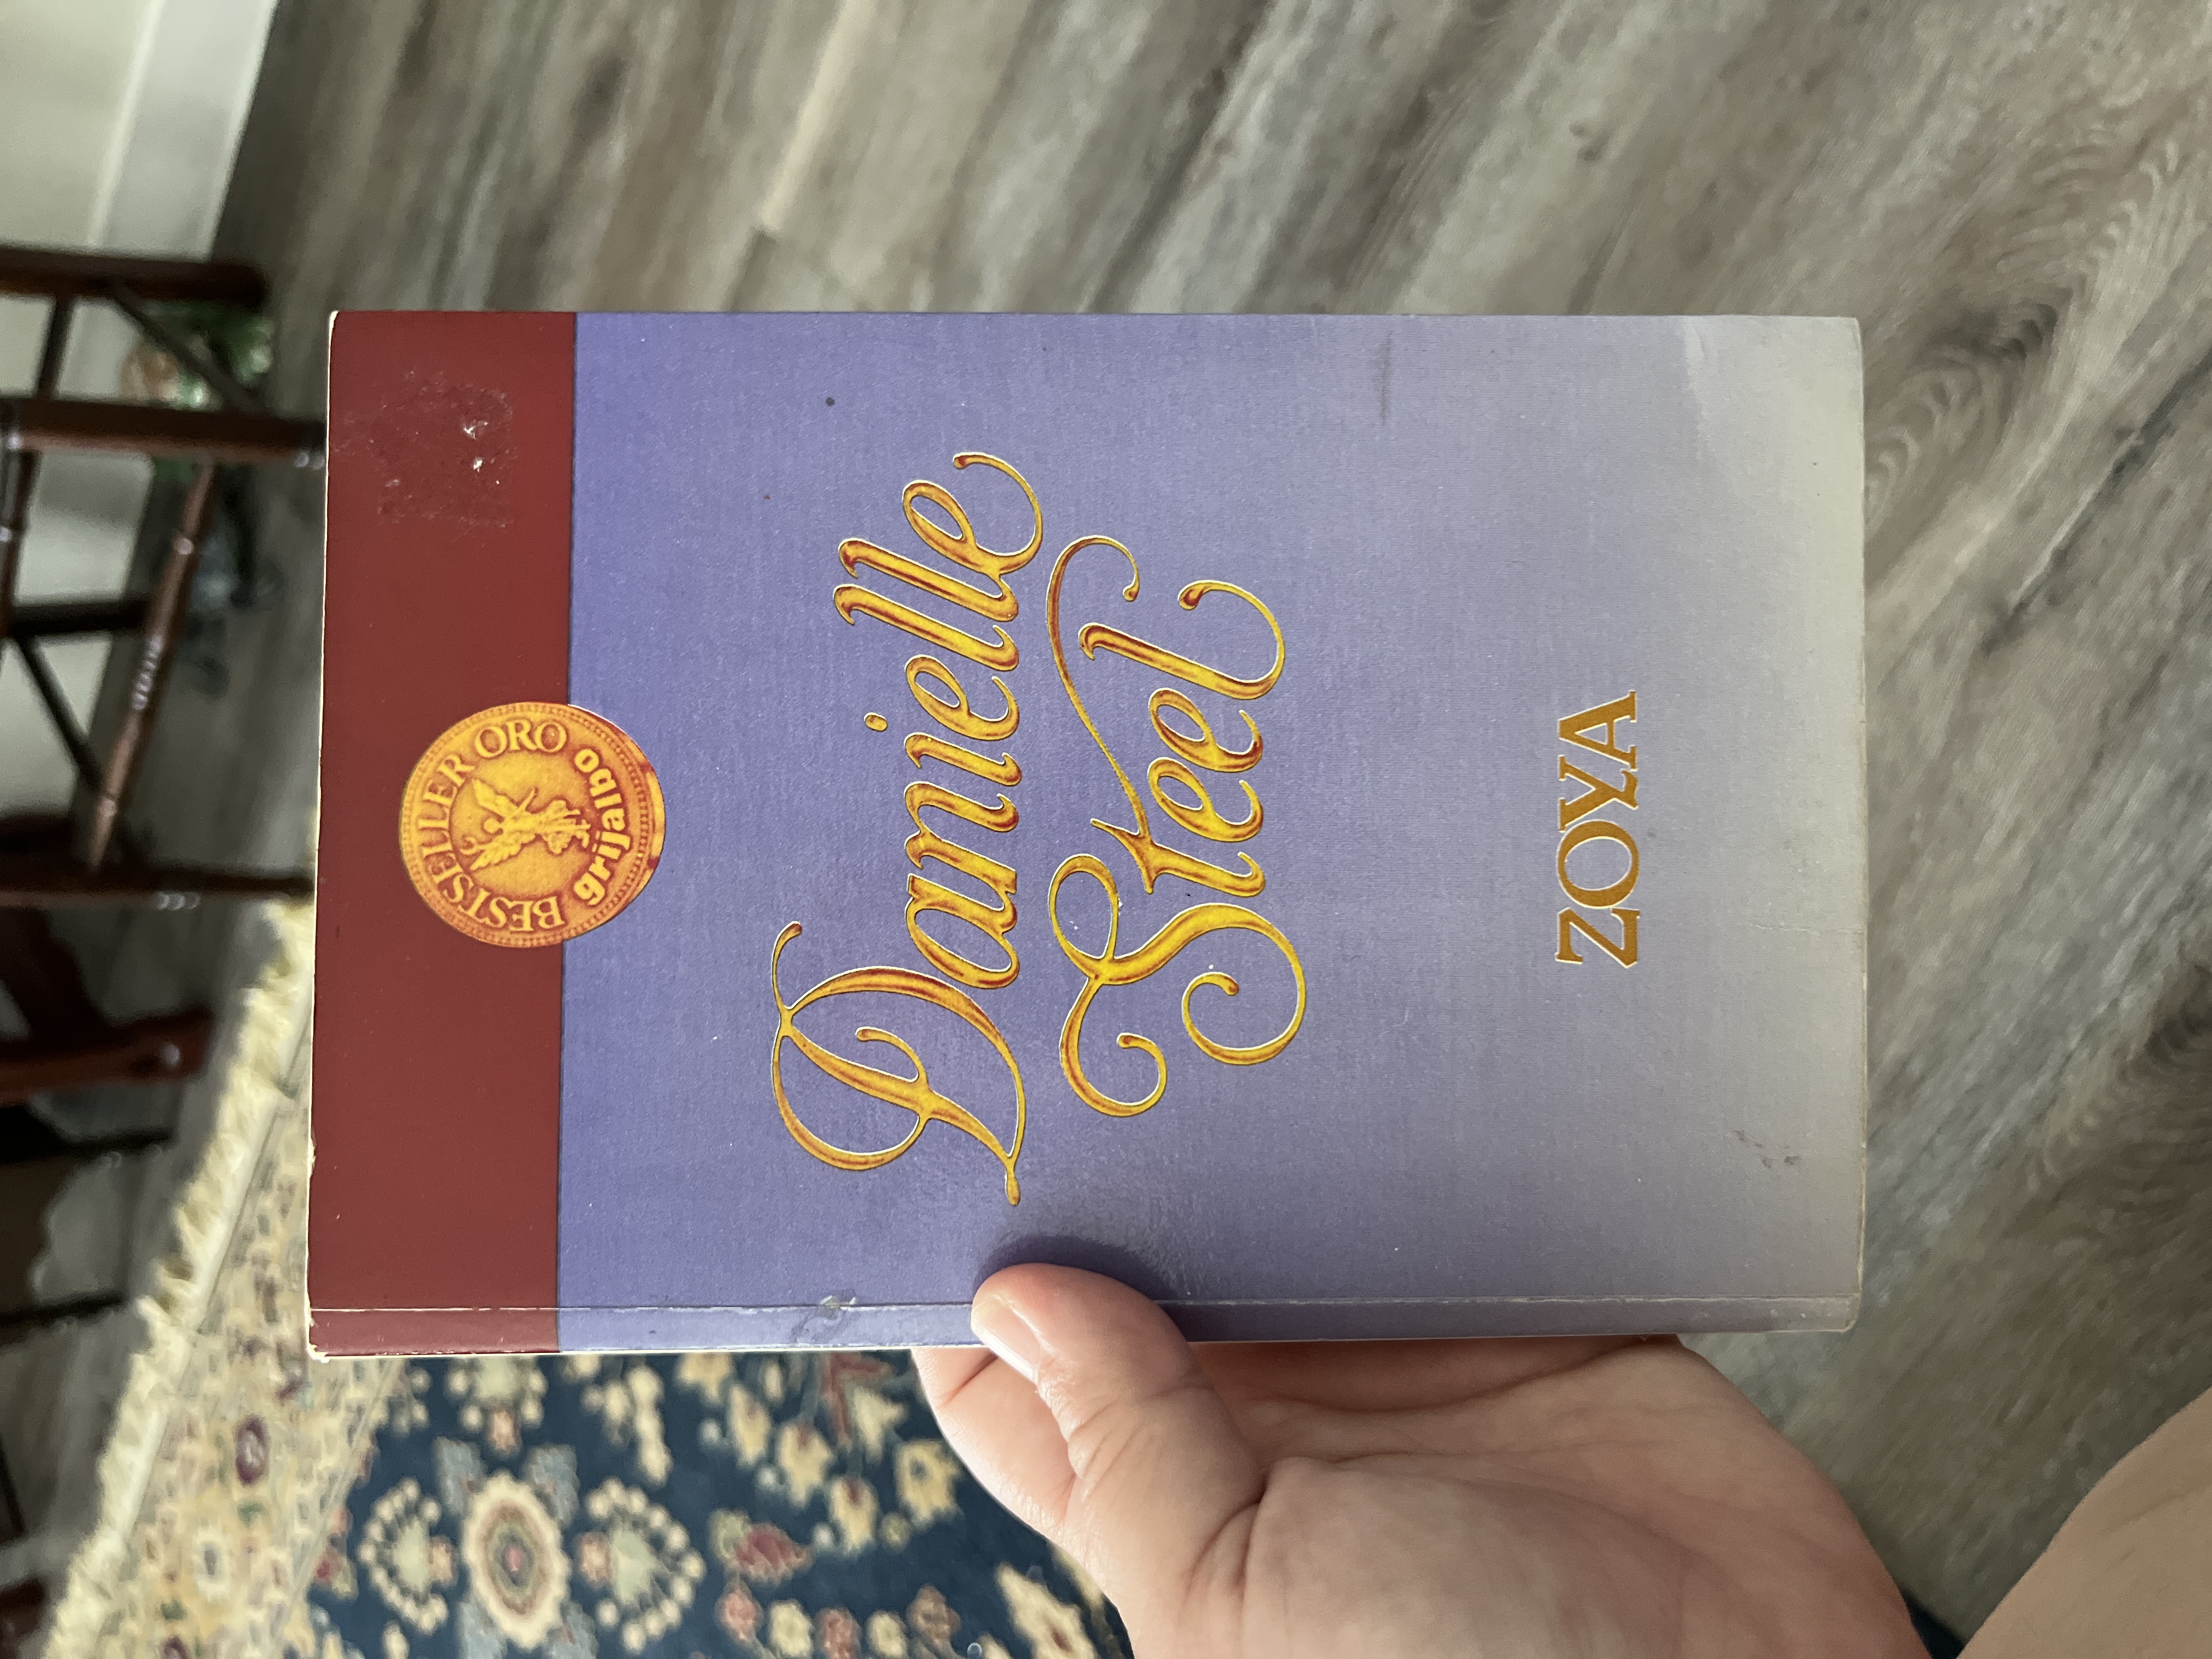 BESTSELLER ORO
grijalbo
Danielle
Steel
ZOYA